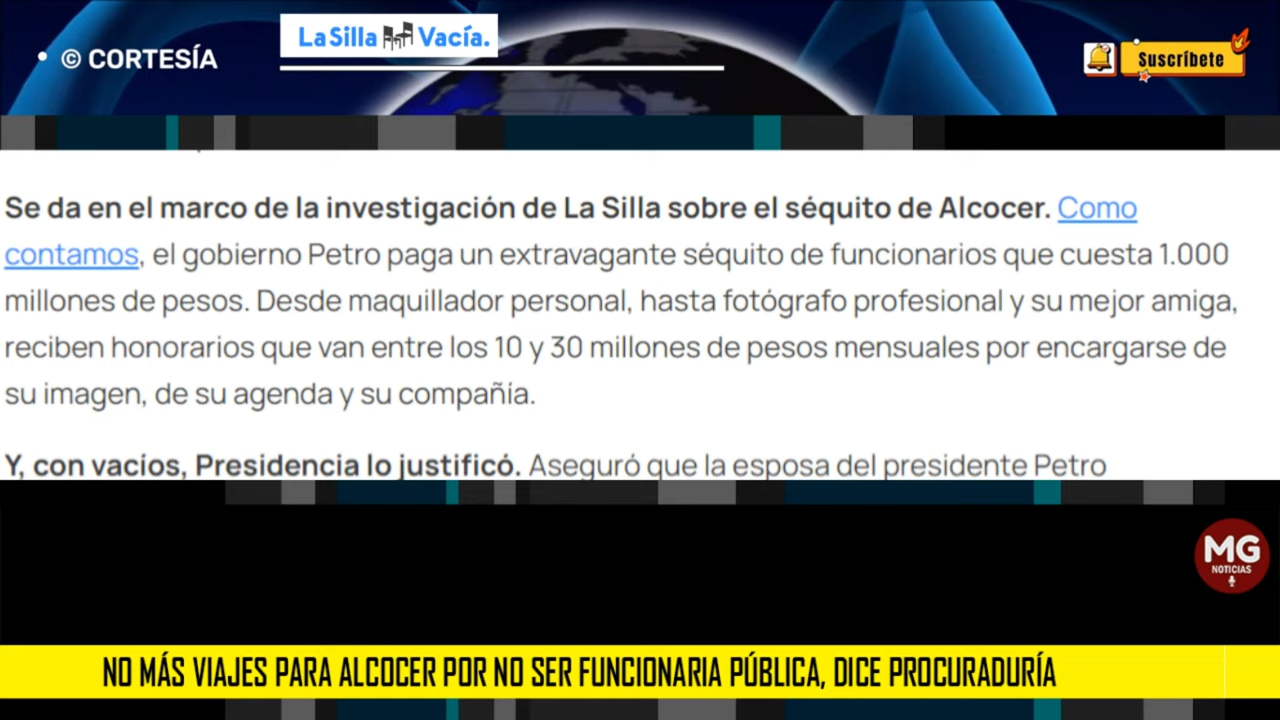 © CORTESÍA
La Silla Vacía.
Suscríbete
Se da en el marco de la investigación de La Silla sobre el séquito de Alcocer. Como
contamos, el gobierno Petro paga un extravagante séquito de funcionarios que cuesta 1.000
millones de pesos. Desde maquillador personal, hasta fotógrafo profesional y su mejor amiga,
reciben honorarios que van entre los 10 y 30 millones de pesos mensuales por encargarse de
su imagen, de su agenda y su compañía.
Y, con vacíos, Presidencia lo justificó. Aseguró que la esposa del presidente Petro
MG
NOTICIAS
NO MÁS VIAJES PARA ALCOCER POR NO SER FUNCIONARIA PÚBLICA, DICE PROCURADURÍA